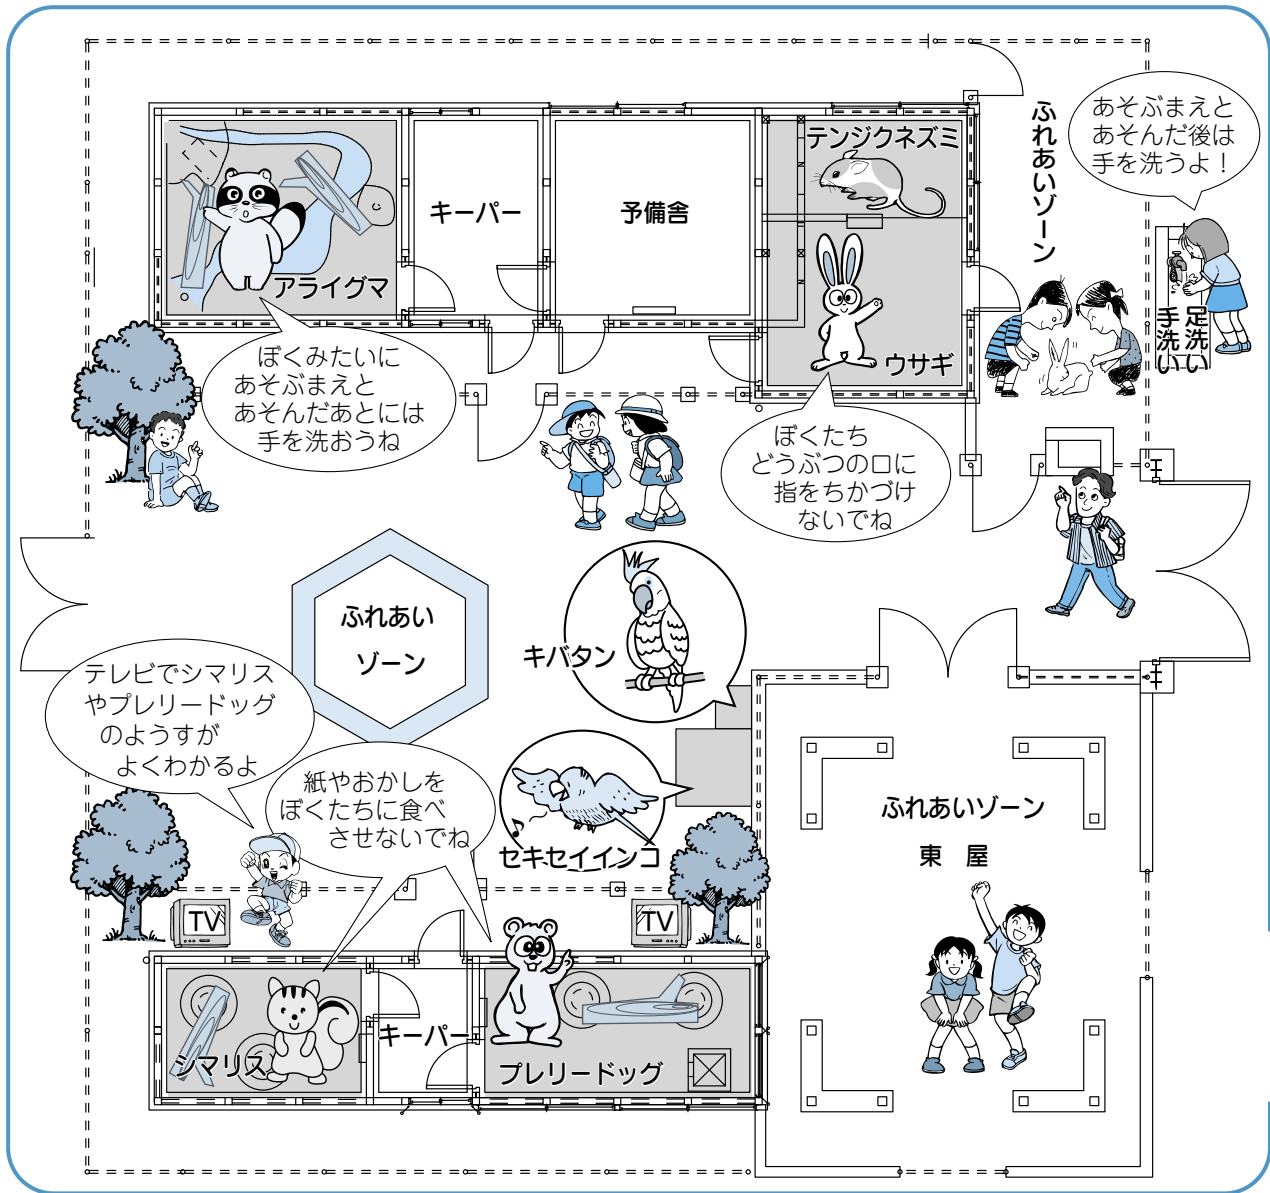 あそぶまえと
あそんだ後は
手を洗うよ！
ふれあいゾーン
テンジクネズミ
キーパー
予備舎
アライグマ
ウサギ
足洗い
手洗い
ぼくみたいに
あそぶまえと
あそんだあとには
手を洗おうね
ぼくたち
どうぶつの口に
指をちかづけ
ないでね
ふれあい
ゾーン
キバタン
テレビでシマリス
やプレリードッグ
のようすが
よくわかるよ
紙やおかしを
ぼくたちに食べ
させないでね
セキセイインコ
ふれあいゾーン
東 屋
TV
TV
シマリス
キーパー
プレリードッグ